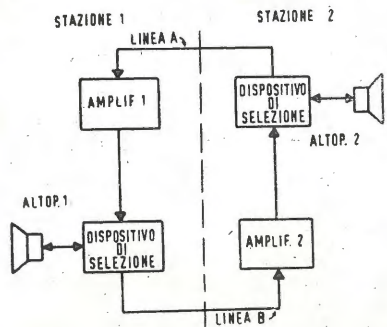 STAZIONE 1
STAZIONE 2
LINEA A
AMPLIF 1
DISPOSITIVO
DI
SELEZIONE
ALTOP. 2
ALTOP. 1
DISPOSITIVO
DI
SELEZIONE
AMPLIF. 2
LINEA B